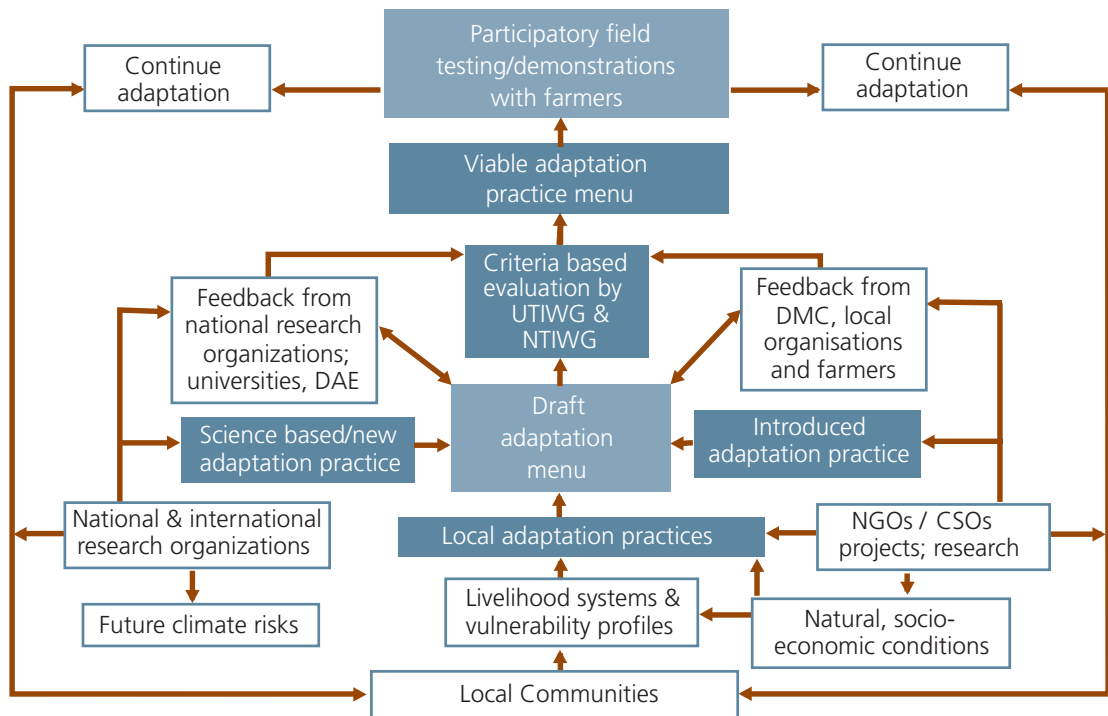 Participatory field
testing/demonstrations
with farmers
Continue
adaptation
Continue
adaptation
Viable adaptation
practice menu
Criteria based
evaluation by
UTIWG &
NTIWG
Feedback from
national research
organizations;
universities, DAE
Feedback from
DMC, local
organisations
and farmers
Draft
adaptation
menu
Science based/new
adaptation practice
Introduced
adaptation practice
National & international
research organizations
Local adaptation practices
NGOs / CSOs
projects; research
Future climate risks
Livelihood systems &
vulnerability profiles
Natural, socio-
economic conditions
Local Communities